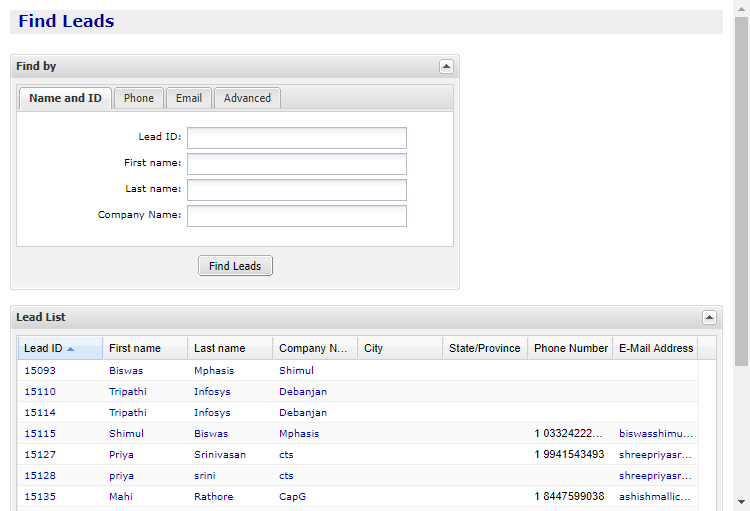 Find Leads
Find by
Name and ID Phone Email Advanced
Lead ID:
First name:
Last name:
Company Name:
Find Leads
Lead List
Lead ID First name Last name Company N... City State/Province Phone Number E-Mail Address
15093 Biswas Mphasis Shimul
15110 Tripathi Infosys Debanjan
15114 Tripathi Infosys Debanjan
15115 Shimul Biswas Mphasis 1 03324222... biswasshimu...
15127 Priya Srinivasan cts 1 9941543493 shreepriyasr...
15128 priya srini cts shreepriyasr...
15135 Mahi Rathore CapG 1 8447599038 ashishmallic...